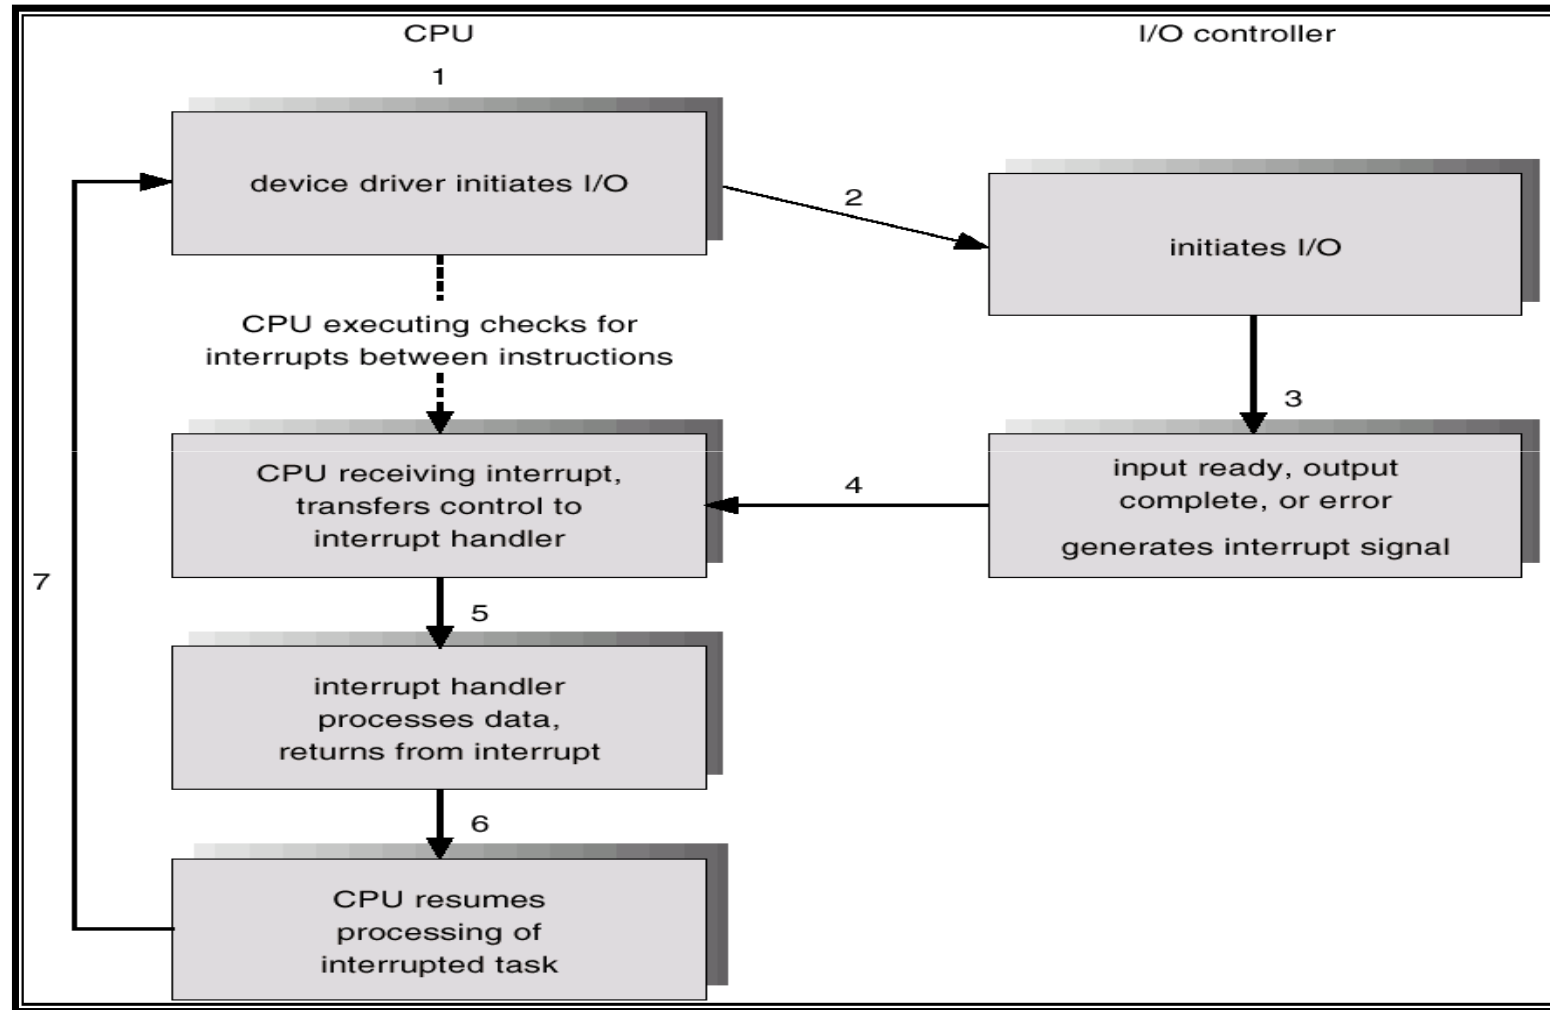 CPU
I/O controller
1
device driver initiates I/O
2
initiates I/O
CPU executing checks for
interrupts between instructions
3
CPU receiving interrupt,
transfers control to
interrupt handler
4
input ready, output
complete, or error
generates interrupt signal
7
5
interrupt handler
processes data,
returns from interrupt
6
CPU resumes
processing of
interrupted task